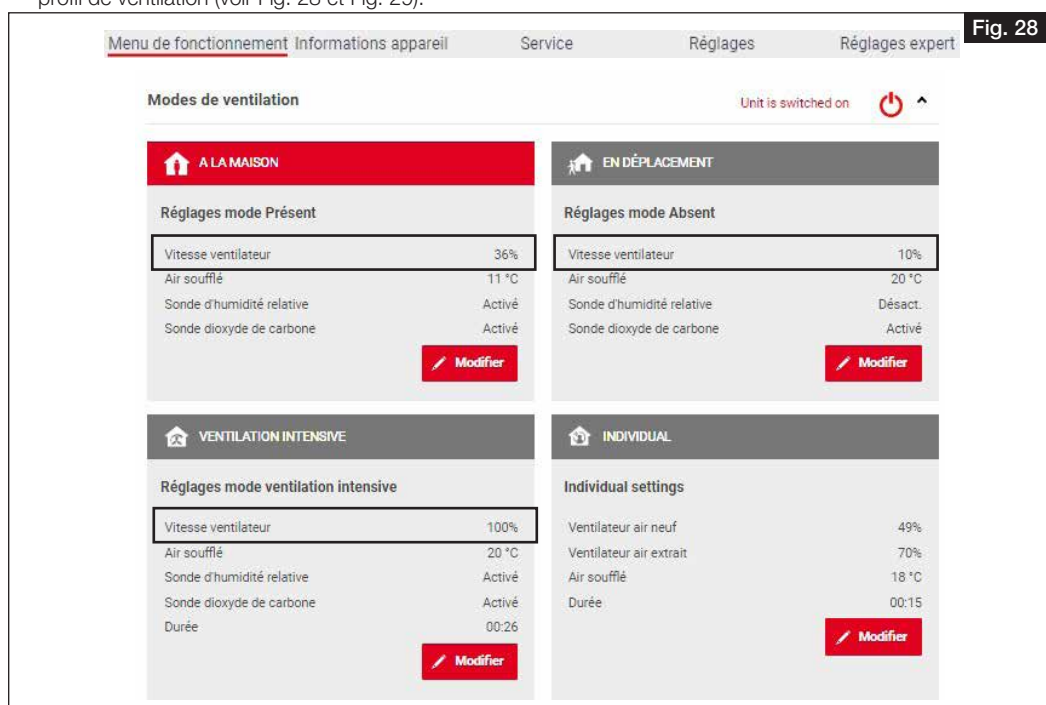 profil de ventilation (voir Fig. 28 et Fig. 29).
Fig. 28
Menu de fonctionnement Informations appareil Service Réglages Réglages expert
Modes de ventilation Unit is switched on
A LA MAISON
Réglages mode Présent
Vitesse ventilateur 36%
Air soufflé 11 °C
Sonde d'humidité relative Activé
Sonde dioxyde de carbone Activé
Modifier
EN DÉPLACEMENT
Réglages mode Absent
Vitesse ventilateur 10%
Air soufflé 20 °C
Sonde d'humidité relative Désact.
Sonde dioxyde de carbone Activé
Modifier
VENTILATION INTENSIVE
Réglages mode ventilation intensive
Vitesse ventilateur 100%
Air soufflé 20 °C
Sonde d'humidité relative Activé
Sonde dioxyde de carbone Activé
Durée 00:26
Modifier
INDIVIDUAL
Individual settings
Ventilateur air neuf 49%
Ventilateur air extrait 70%
Air soufflé 18 °C
Durée 00:15
Modifier